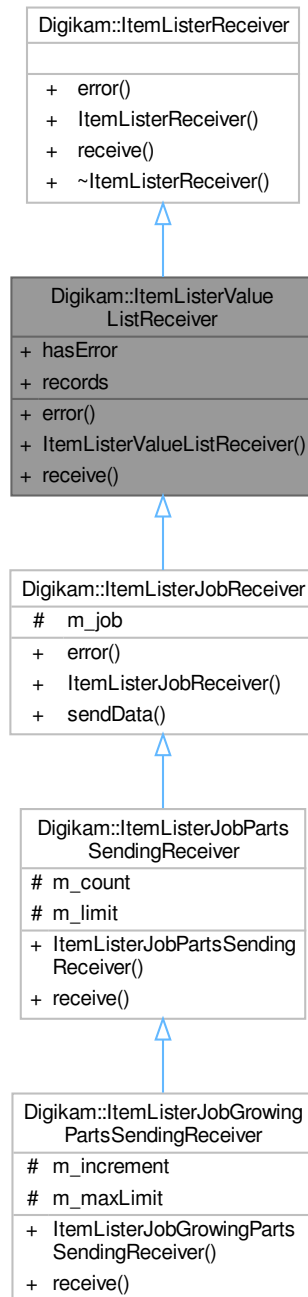 Digikam::ItemListerReceiver
+ error()
+ ItemListerReceiver()
+ receive()
+ ~ItemListerReceiver()
Digikam::ItemListerValue
ListReceiver
+ hasError
+ records
+ error()
+ ItemListerValueListReceiver()
+ receive()
Digikam::ItemListerJobReceiver
# m_job
+ error()
+ ItemListerJobReceiver()
+ sendData()
Digikam::ItemListerJobParts
SendingReceiver
# m_count
# m_limit
+ ItemListerJobPartsSending
Receiver()
+ receive()
Digikam::ItemListerJobGrowing
PartsSendingReceiver
# m_increment
# m_maxLimit
+ ItemListerJobGrowingParts
SendingReceiver()
+ receive()